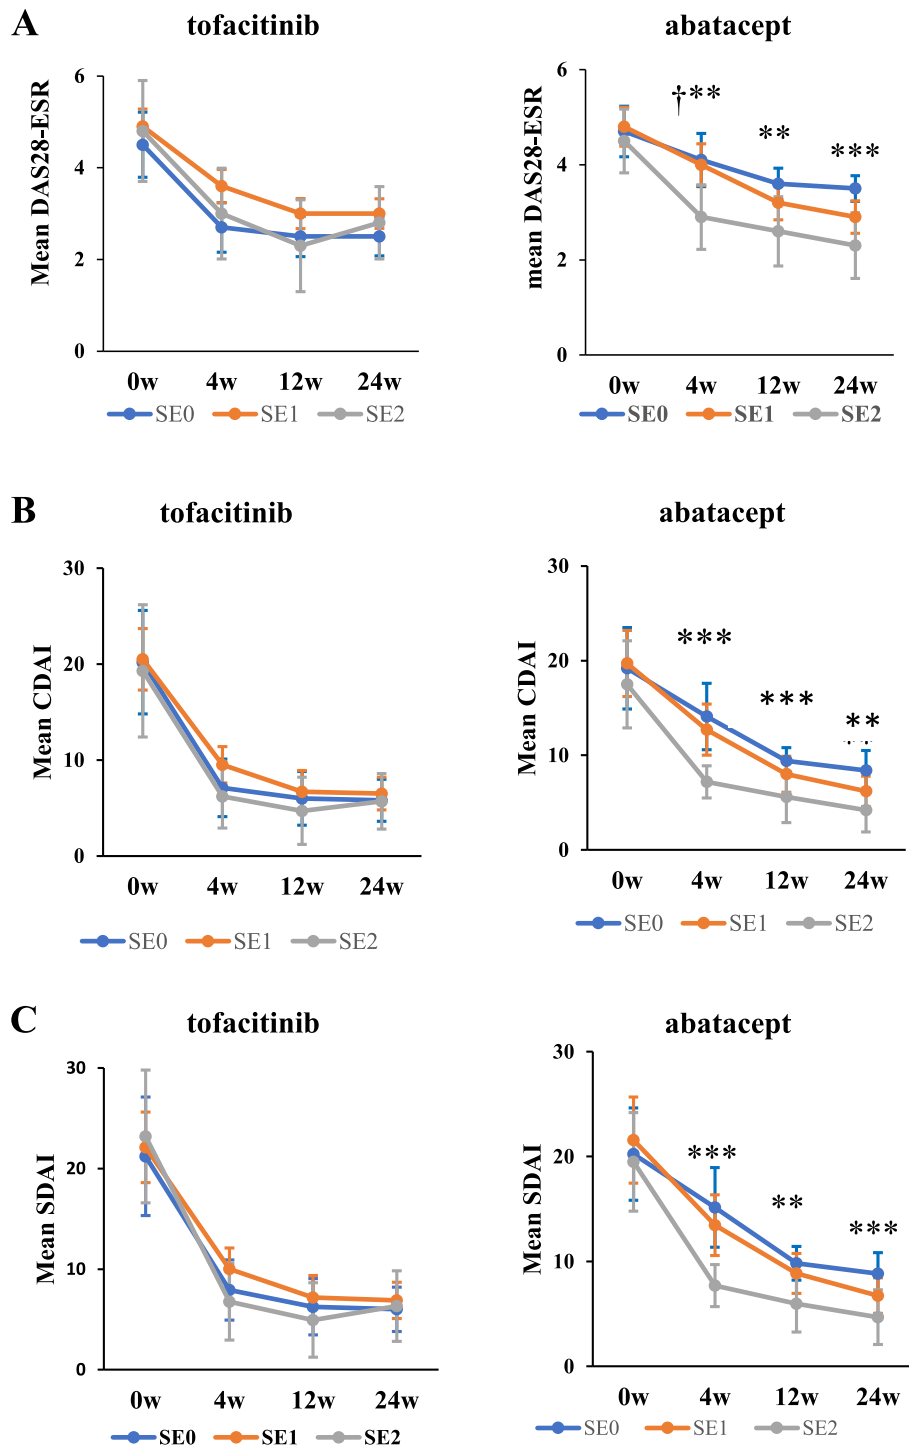 A
tofacitinib
abatacept
Mean DAS28-ESR
6
4
2
0
0w 4w 12w 24w
SE0 SE1 SE2
mean DAS28-ESR
6
4
2
0
†**
**
***
0w 4w 12w 24w
SE0 SE1 SE2
B
tofacitinib
abatacept
Mean CDAI
30
20
10
0
0w 4w 12w 24w
SE0 SE1 SE2
Mean CDAI
30
20
10
0
***
***
**
0w 4w 12w 24w
SE0 SE1 SE2
C
tofacitinib
abatacept
Mean SDAI
30
20
10
0
0w 4w 12w 24w
SE0 SE1 SE2
Mean SDAI
30
20
10
0
***
**
***
0w 4w 12w 24w
SE0 SE1 SE2